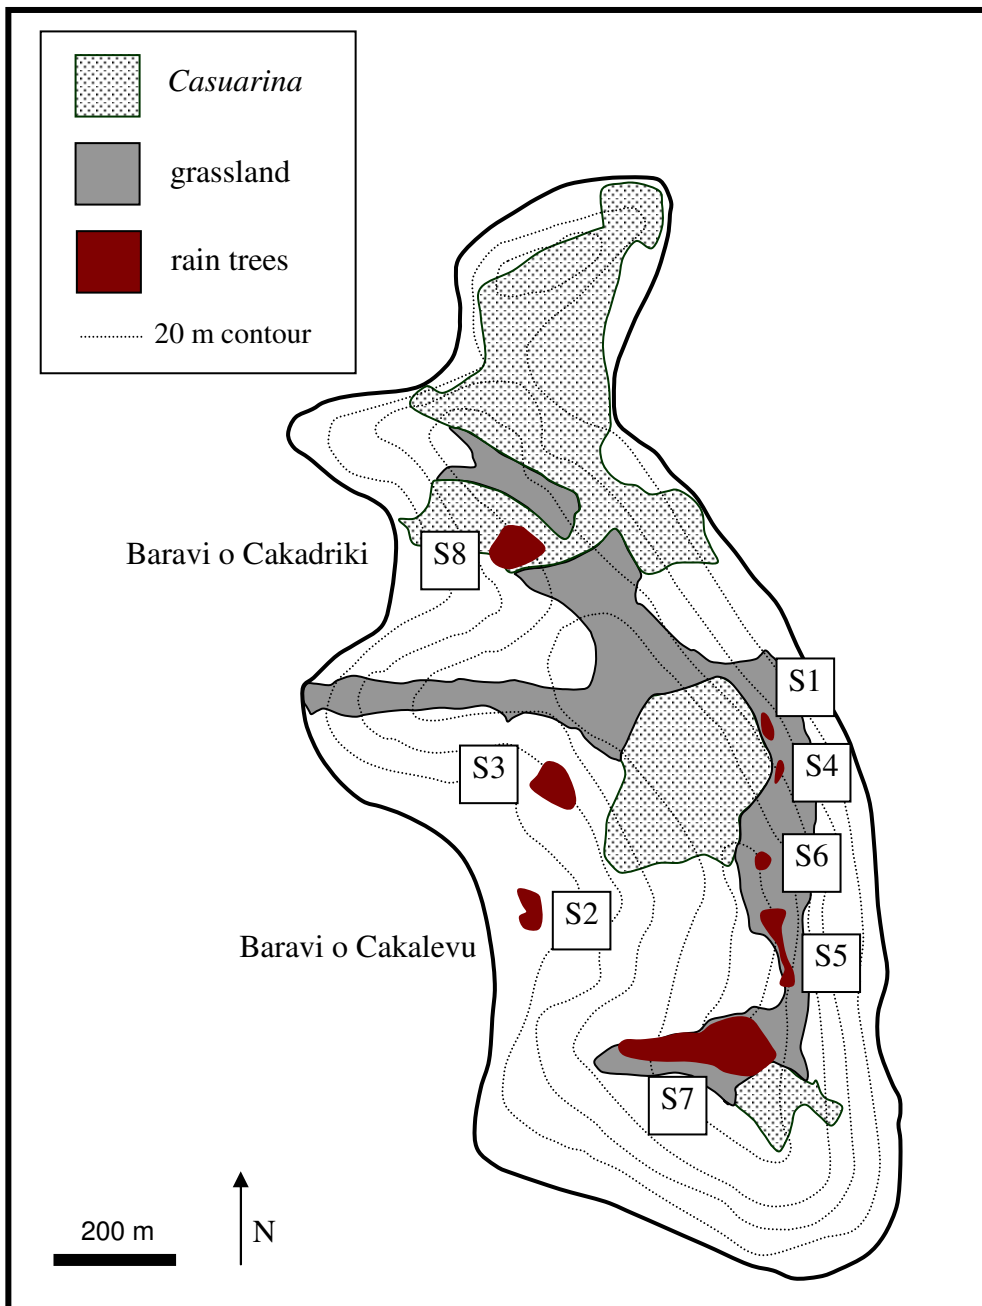 Casuarina
grassland
rain trees
20 m contour
Baravi o Cakadriki
S8
S1
S4
S3
S6
S2
S5
Baravi o Cakalevu
S7
200 m
N